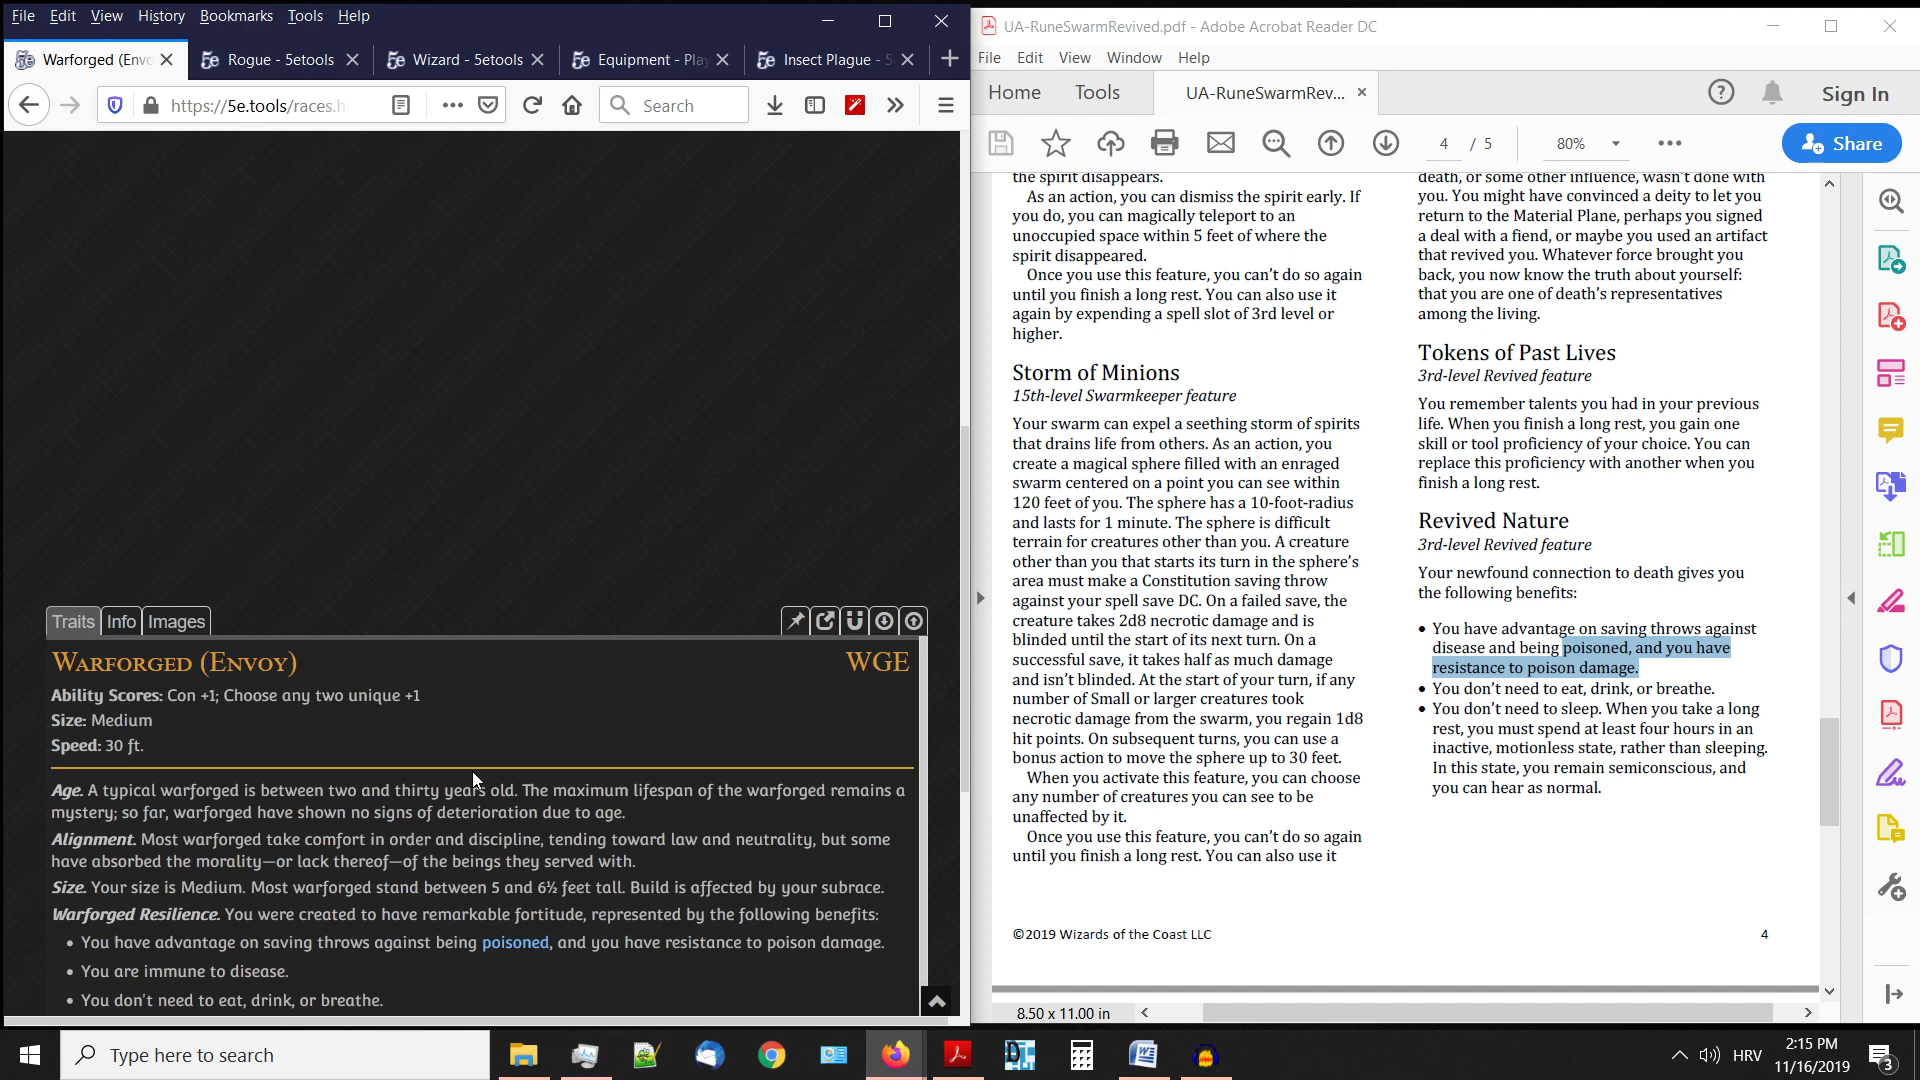 File Edit View History Bookmarks Tools Help
Warforged (Envo
Rogue - 5etools
Wizard - 5etools
Equipment - Play
Insect Plague - 5
https://5e.tools/races.h
Search
Traits Info Images
Warforged (Envoy) WGE
Ability Scores: Con +1; Choose any two unique +1
Size: Medium
Speed: 30 ft.
Age. A typical warforged is between two and thirty years old. The maximum lifespan of the warforged remains a
mystery; so far, warforged have shown no signs of deterioration due to age.
Alignment. Most warforged take comfort in order and discipline, tending toward law and neutrality, but some
have absorbed the morality—or lack thereof—of the beings they served with.
Size. Your size is Medium. Most warforged stand between 5 and 6½ feet tall. Build is affected by your subrace.
Warforged Resilience. You were created to have remarkable fortitude, represented by the following benefits:
• You have advantage on saving throws against being poisoned, and you have resistance to poison damage.
• You are immune to disease.
• You don't need to eat, drink, or breathe.
UA-RuneSwarmRevived.pdf - Adobe Acrobat Reader DC
File Edit View Window Help
Home Tools UA-RuneSwarmRev... Sign In
4 / 5 80% Share
the spirit disappears.
As an action, you can dismiss the spirit early. If
you do, you can magically teleport to an
unoccupied space within 5 feet of where the
spirit disappeared.
Once you use this feature, you can't do so again
until you finish a long rest. You can also use it
again by expending a spell slot of 3rd level or
higher.
Storm of Minions
15th-level Swarmkeeper feature
Your swarm can expel a seething storm of spirits
that drains life from others. As an action, you
create a magical sphere filled with an enraged
swarm centered on a point you can see within
120 feet of you. The sphere has a 10-foot-radius
and lasts for 1 minute. The sphere is difficult
terrain for creatures other than you. A creature
other than you that starts its turn in the sphere's
area must make a Constitution saving throw
against your spell save DC. On a failed save, the
creature takes 2d8 necrotic damage and is
blinded until the start of its next turn. On a
successful save, it takes half as much damage
and isn't blinded. At the start of your turn, if any
number of Small or larger creatures took
necrotic damage from the swarm, you regain 1d8
hit points. On subsequent turns, you can use a
bonus action to move the sphere up to 30 feet.
When you activate this feature, you can choose
any number of creatures you can see to be
unaffected by it.
Once you use this feature, you can't do so again
until you finish a long rest. You can also use it
death, or some other influence, wasn't done with
you. You might have convinced a deity to let you
return to the Material Plane, perhaps you signed
a deal with a fiend, or maybe you used an artifact
that revived you. Whatever force brought you
back, you now know the truth about yourself:
that you are one of death's representatives
among the living.
Tokens of Past Lives
3rd-level Revived feature
You remember talents you had in your previous
life. When you finish a long rest, you gain one
skill or tool proficiency of your choice. You can
replace this proficiency with another when you
finish a long rest.
Revived Nature
3rd-level Revived feature
Your newfound connection to death gives you
the following benefits:
• You have advantage on saving throws against
disease and being poisoned, and you have
resistance to poison damage.
• You don't need to eat, drink, or breathe.
• You don't need to sleep. When you take a long
rest, you must spend at least four hours in an
inactive, motionless state, rather than sleeping.
In this state, you remain semiconscious, and
you can hear as normal.
©2019 Wizards of the Coast LLC 4
8.50 x 11.00 in
Type here to search
HRV
2:15 PM
11/16/2019
3